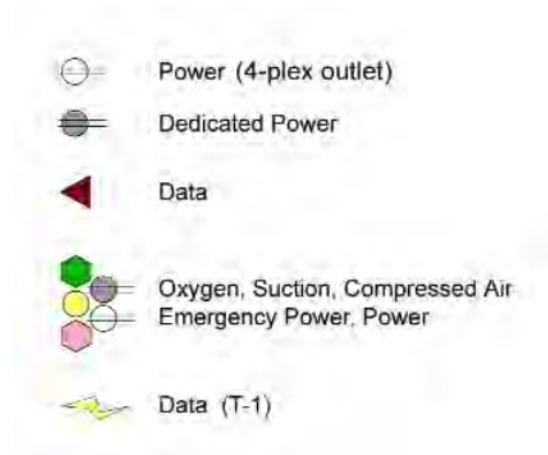 Power (4-plex outlet)
Dedicated Power
Data
Oxygen, Suction, Compressed Air
Emergency Power, Power
Data (T-1)